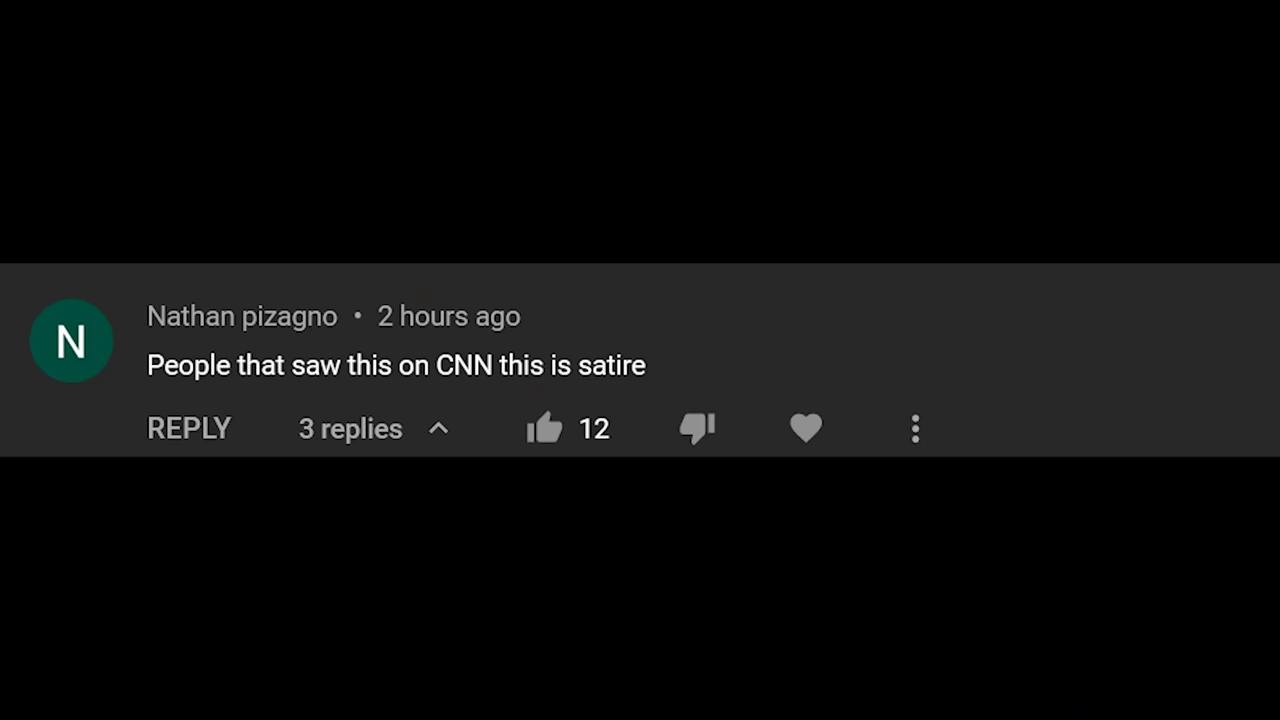 N
Nathan pizagno • 2 hours ago
People that saw this on CNN this is satire
REPLY 3 replies 12